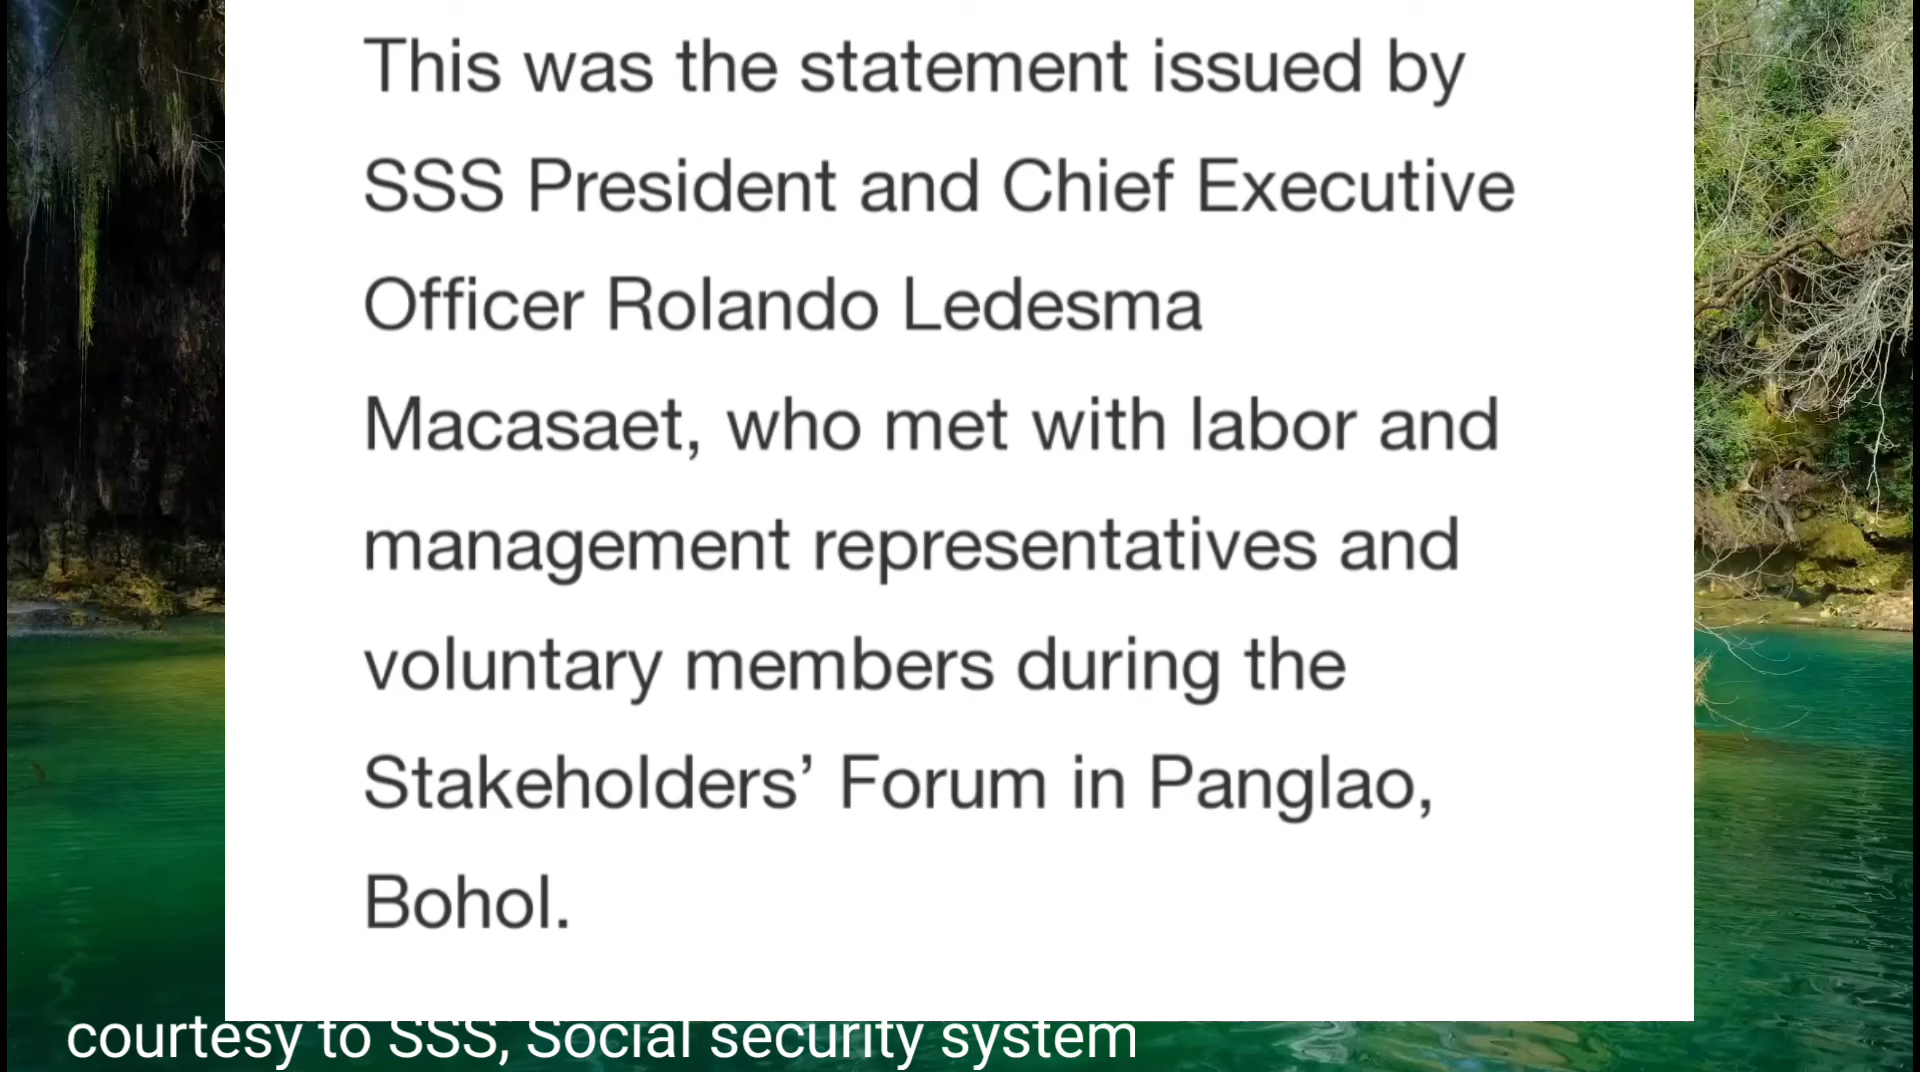 This was the statement issued by
SSS President and Chief Executive
Officer Rolando Ledesma
Macasaet, who met with labor and
management representatives and
voluntary members during the
Stakeholders’ Forum in Panglao,
Bohol.
courtesy to SSS, Social security system